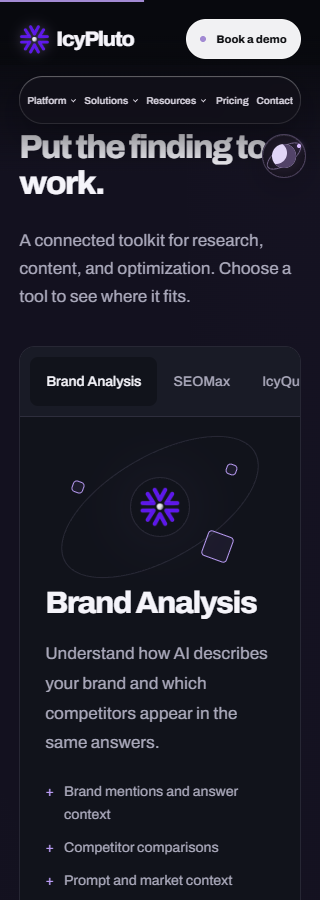 IcyPluto
Book a demo
Platform Solutions Resources Pricing Contact
Put the finding to
work.
A connected toolkit for research,
content, and optimization. Choose a
tool to see where it fits.
Brand Analysis SEOMax IcyQu
Brand Analysis
Understand how AI describes
your brand and which
competitors appear in the
same answers.
+ Brand mentions and answer
context
+ Competitor comparisons
+ Prompt and market context